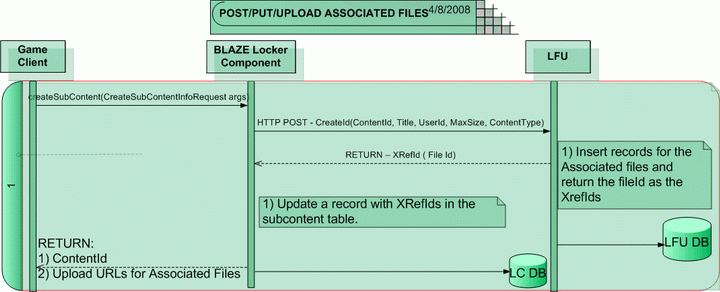 POST/PUT/UPLOAD ASSOCIATED FILES 4/8/2008
Game
Client
BLAZE Locker
Component
LFU
createSubContent(CreateSubContentInfoRequest args)
HTTP POST - CreateId(ContentId, Title, UserId, MaxSize, ContentType)
RETURN – XRefId ( File Id)
1) Insert records for the
Associated files and
return the fileId as the
XrefIds
1
1) Update a record with XRefIds in the
subcontent table.
RETURN:
1) ContentId
2) Upload URLs for Associated Files
LC DB
LFU DB